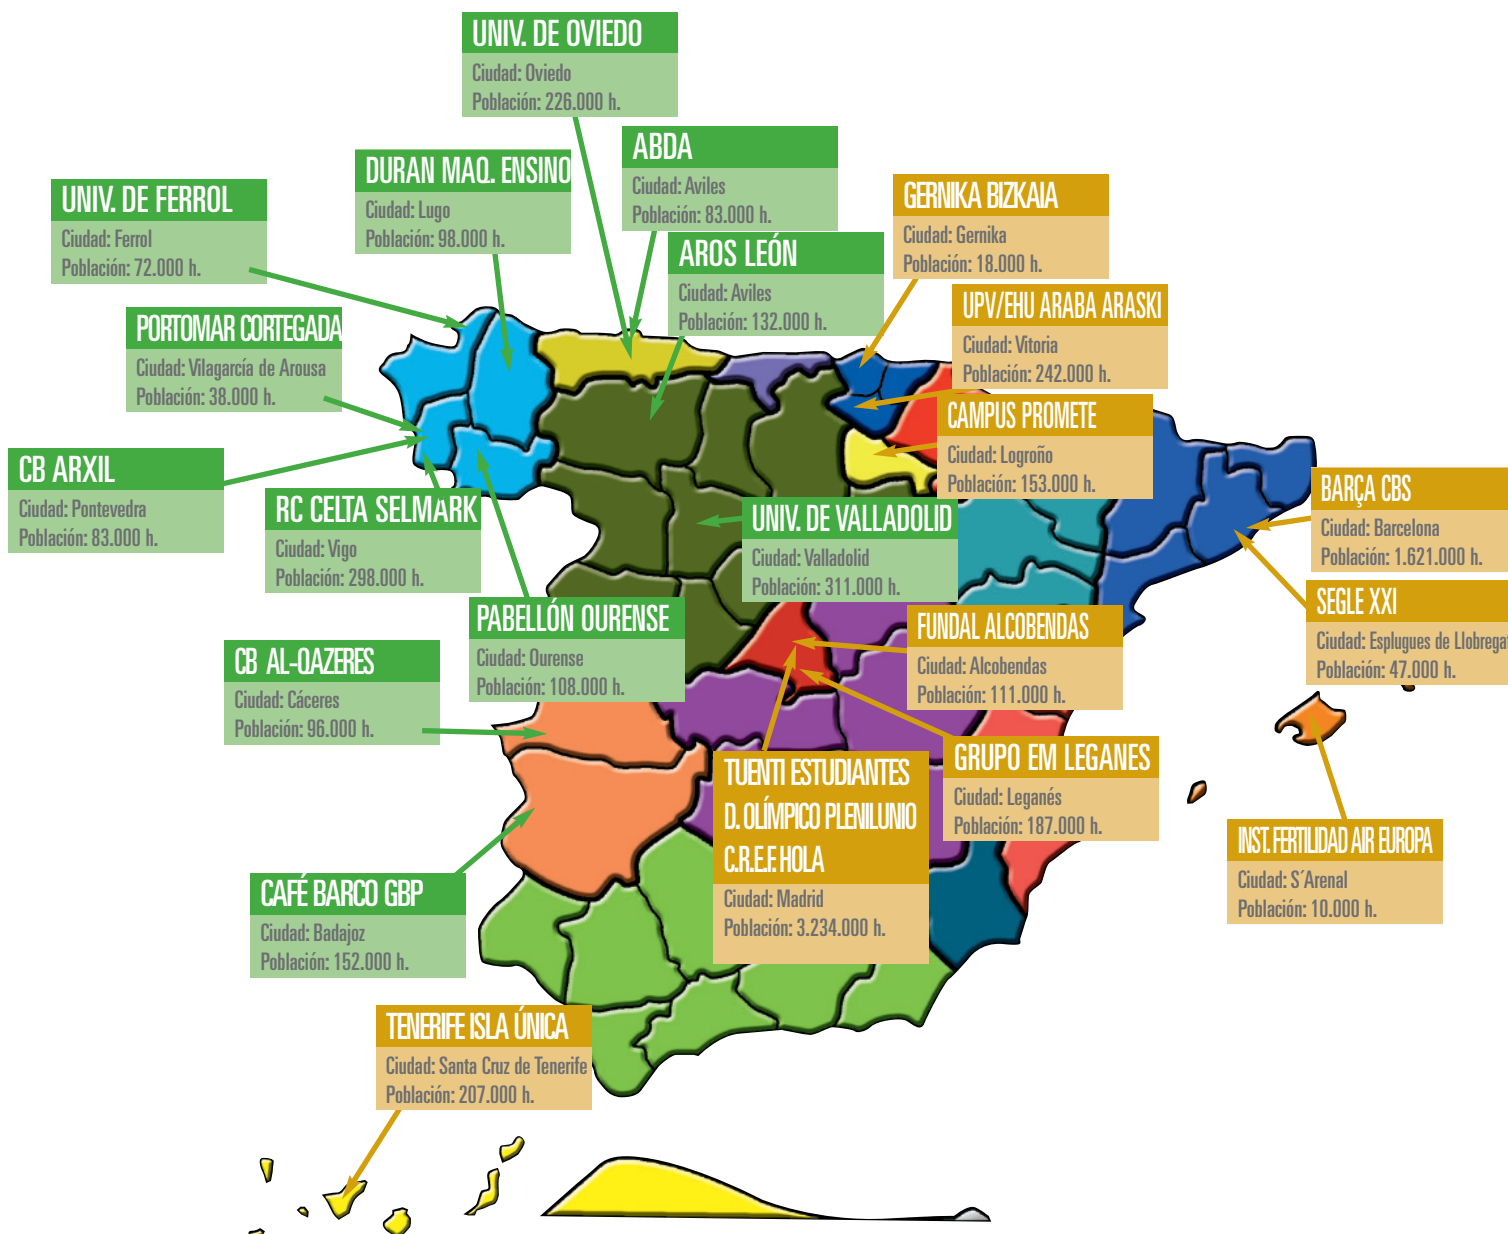 UNIV. DE OVIEDO
Ciudad: Oviedo
Población: 226.000 h.
ABDA
Ciudad: Aviles
Población: 83.000 h.
DURAN MAQ. ENSINO
Ciudad: Lugo
Población: 98.000 h.
UNIV. DE FERROL
Ciudad: Ferrol
Población: 72.000 h.
GERNIKA BIZKAIA
Ciudad: Gernika
Población: 18.000 h.
AROS LEÓN
Ciudad: Aviles
Población: 132.000 h.
UPV/EHU ARABA ARASKI
Ciudad: Vitoria
Población: 242.000 h.
PORTOMAR CORTEGADA
Ciudad: Vilagarcía de Arousa
Población: 38.000 h.
CAMPUS PROMETE
Ciudad: Logroño
Población: 153.000 h.
CB ARXIL
Ciudad: Pontevedra
Población: 83.000 h.
BARÇA CBS
Ciudad: Barcelona
Población: 1.621.000 h.
RC CELTA SELMARK
Ciudad: Vigo
Población: 298.000 h.
UNIV. DE VALLADOLID
Ciudad: Valladolid
Población: 311.000 h.
SEGLE XXI
Ciudad: Esplugues de Llobregat
Población: 47.000 h.
PABELLÓN OURENSE
Ciudad: Ourense
Población: 108.000 h.
FUNDAL ALCOBENDAS
Ciudad: Alcobendas
Población: 111.000 h.
CB AL-QAZERES
Ciudad: Cáceres
Población: 96.000 h.
GRUPO EM LEGANES
Ciudad: Leganés
Población: 187.000 h.
TUENTI ESTUDIANTES
D. OLÍMPICO PLENILUNIO
C.R.E.F. HOLA
Ciudad: Madrid
Población: 3.234.000 h.
INST. FERTILIDAD AIR EUROPA
Ciudad: S´Arenal
Población: 10.000 h.
CAFÉ BARCO GBP
Ciudad: Badajoz
Población: 152.000 h.
TENERIFE ISLA ÚNICA
Ciudad: Santa Cruz de Tenerife
Población: 207.000 h.